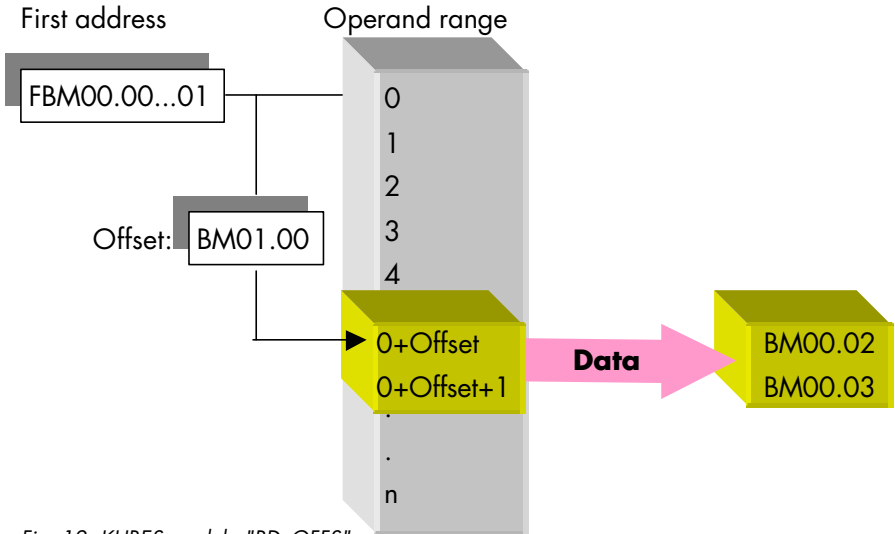 First address
Operand range
FBM00.00...01
0
1
2
3
Offset: BM01.00
4
0+Offset
0+Offset+1
.
.
n
Data
BM00.02
BM00.03